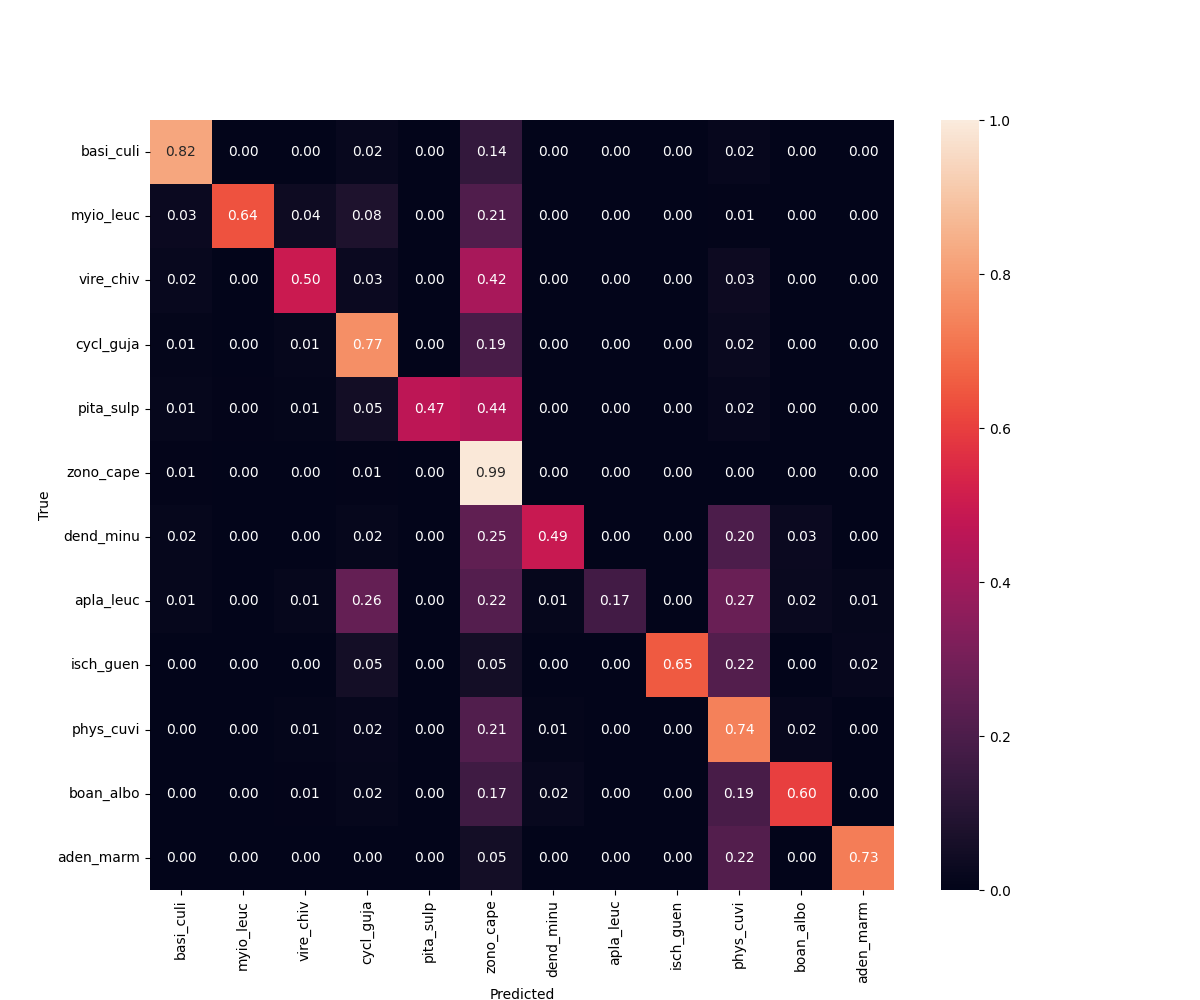 1.0
basi_culi 0.82 0.00 0.00 0.02 0.00 0.14 0.00 0.00 0.00 0.02 0.00 0.00
myio_leuc 0.03 0.64 0.04 0.08 0.00 0.21 0.00 0.00 0.00 0.01 0.00 0.00
0.8
vire_chiv 0.02 0.00 0.50 0.03 0.00 0.42 0.00 0.00 0.00 0.03 0.00 0.00
cycl_guja 0.01 0.00 0.01 0.77 0.00 0.19 0.00 0.00 0.00 0.02 0.00 0.00
pita_sulp 0.01 0.00 0.01 0.05 0.47 0.44 0.00 0.00 0.00 0.02 0.00 0.00
0.6
zono_cape 0.01 0.00 0.00 0.01 0.00 0.99 0.00 0.00 0.00 0.00 0.00 0.00
True
dend_minu 0.02 0.00 0.00 0.02 0.00 0.25 0.49 0.00 0.00 0.20 0.03 0.00
0.4
apla_leuc 0.01 0.00 0.01 0.26 0.00 0.22 0.01 0.17 0.00 0.27 0.02 0.01
isch_guen 0.00 0.00 0.00 0.05 0.00 0.05 0.00 0.00 0.65 0.22 0.00 0.02
phys_cuvi 0.00 0.00 0.01 0.02 0.00 0.21 0.01 0.00 0.00 0.74 0.02 0.00
0.2
boan_albo 0.00 0.00 0.01 0.02 0.00 0.17 0.02 0.00 0.00 0.19 0.60 0.00
aden_marm 0.00 0.00 0.00 0.00 0.00 0.05 0.00 0.00 0.00 0.22 0.00 0.73
0.0
basi_culi myio_leuc vire_chiv cycl_guja pita_sulp zono_cape dend_minu apla_leuc isch_guen phys_cuvi boan_albo aden_marm
Predicted